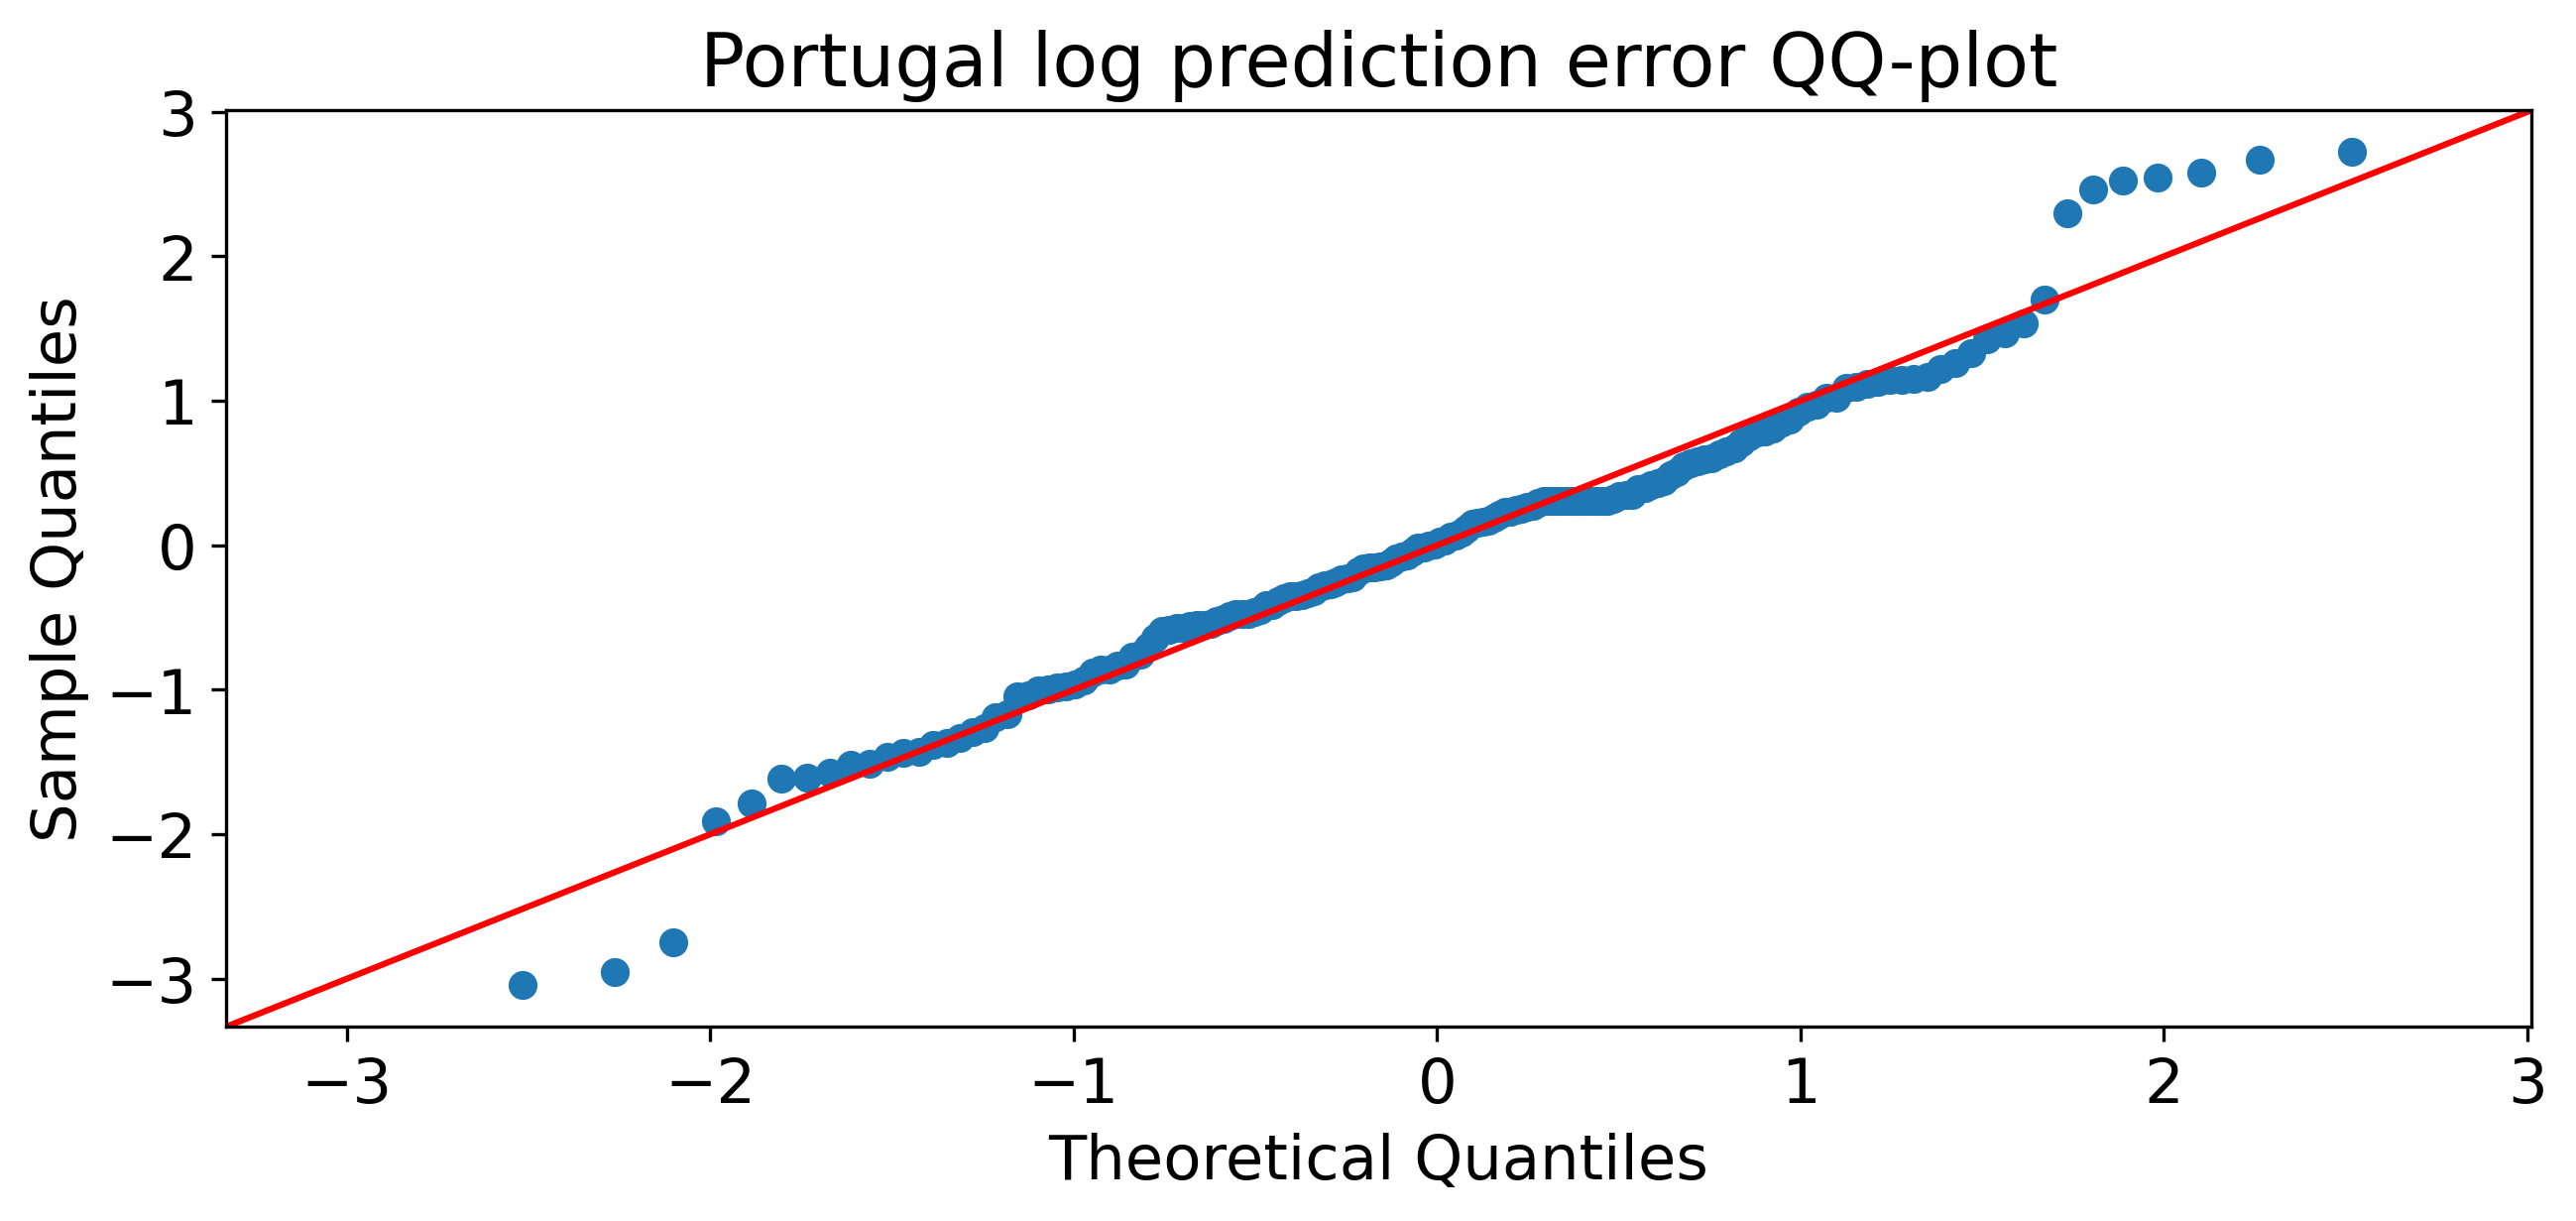 Portugal log prediction error QQ-plot
3
2
1
0
−1
−2
−3
Sample Quantiles
−3 −2 −1 0 1 2 3
Theoretical Quantiles